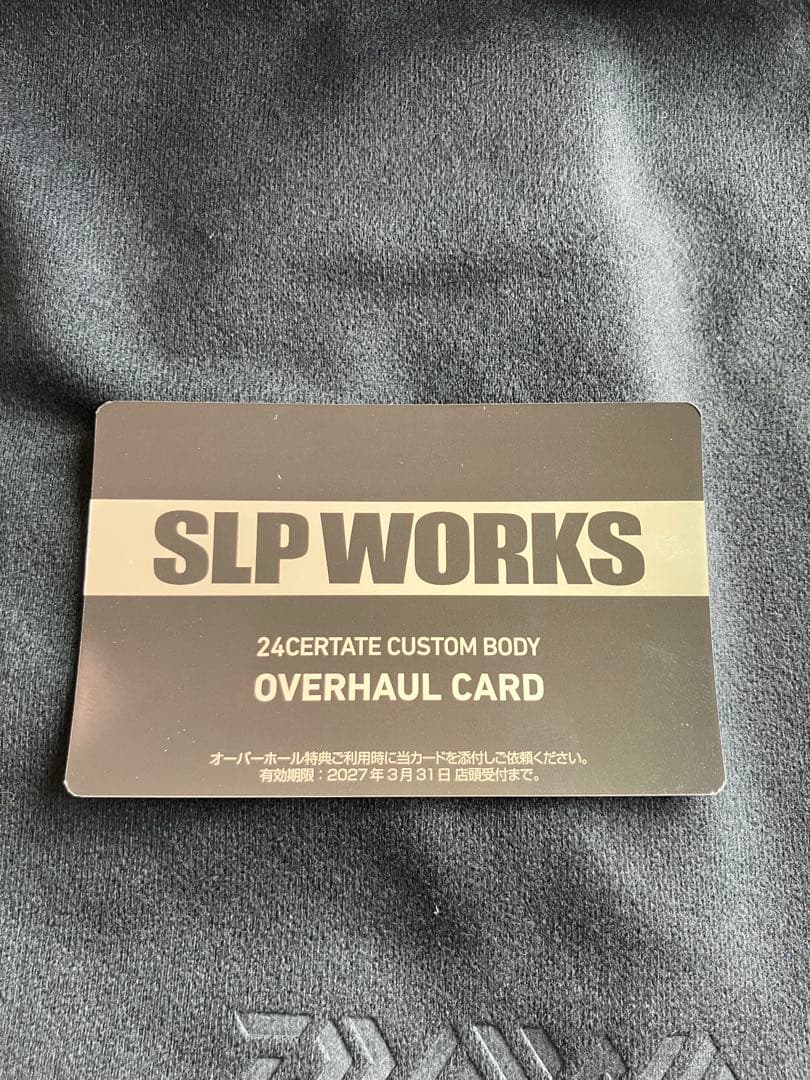 SLP WORKS
24CERTATE CUSTOM BODY
OVERHAUL CARD
オーバーホール特典ご利用時に当カードを添付しご依頼ください。
有効期限：2027年3月31日 店頭受付まで。
DAIWA